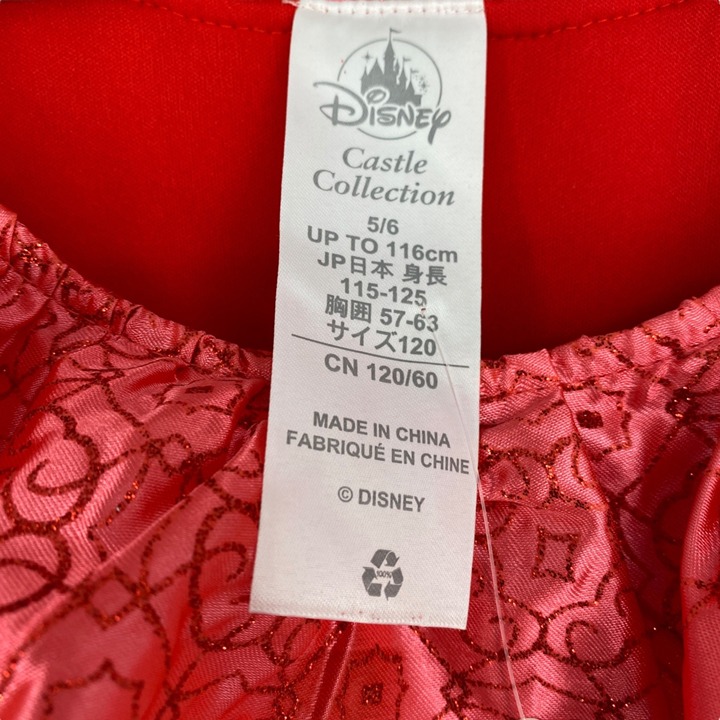 Disney
Castle
Collection
5/6
UP TO 116cm
JP日本 身長
115-125
胸囲 57-63
サイズ120
CN 120/60
MADE IN CHINA
FABRIQUÉ EN CHINE
© DISNEY
100%